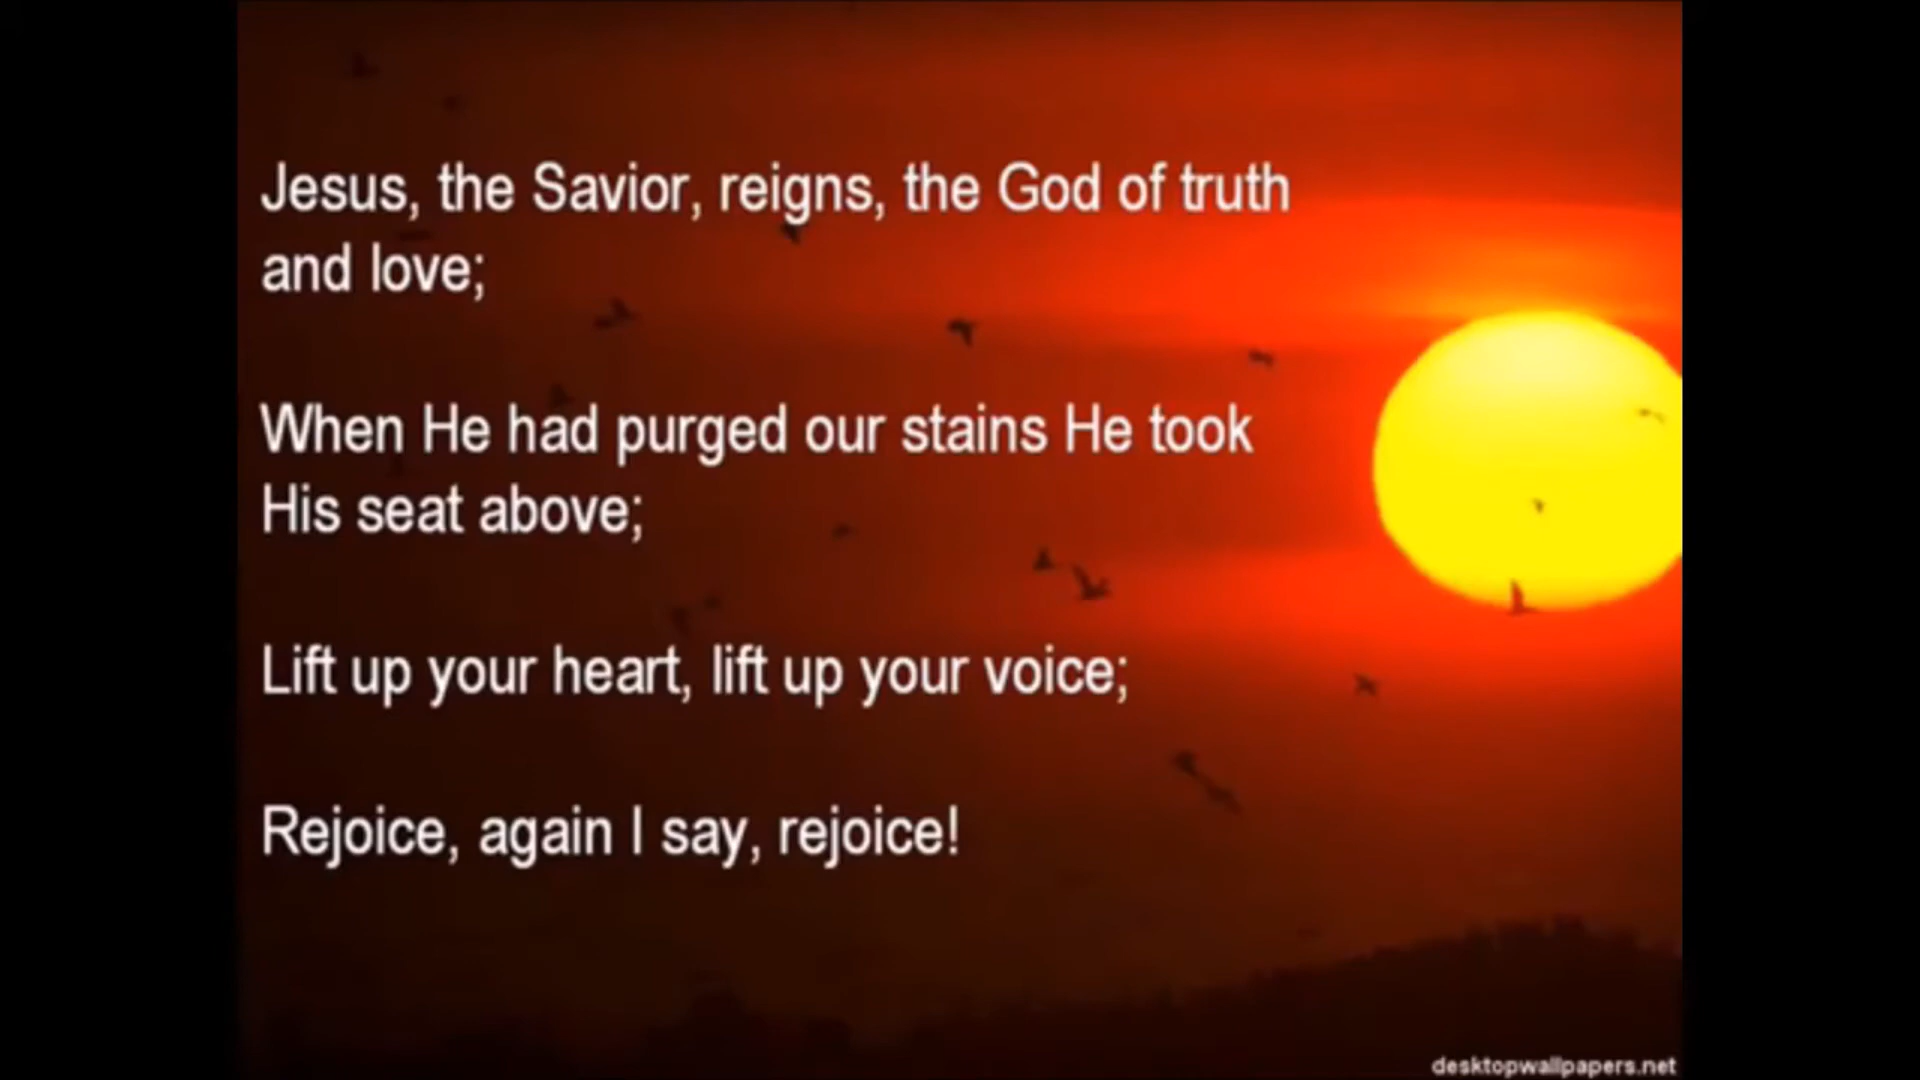 Jesus, the Savior, reigns, the God of truth
and love;
When He had purged our stains He took
His seat above;
Lift up your heart, lift up your voice;
Rejoice, again I say, rejoice!
desktopwallpapers.net